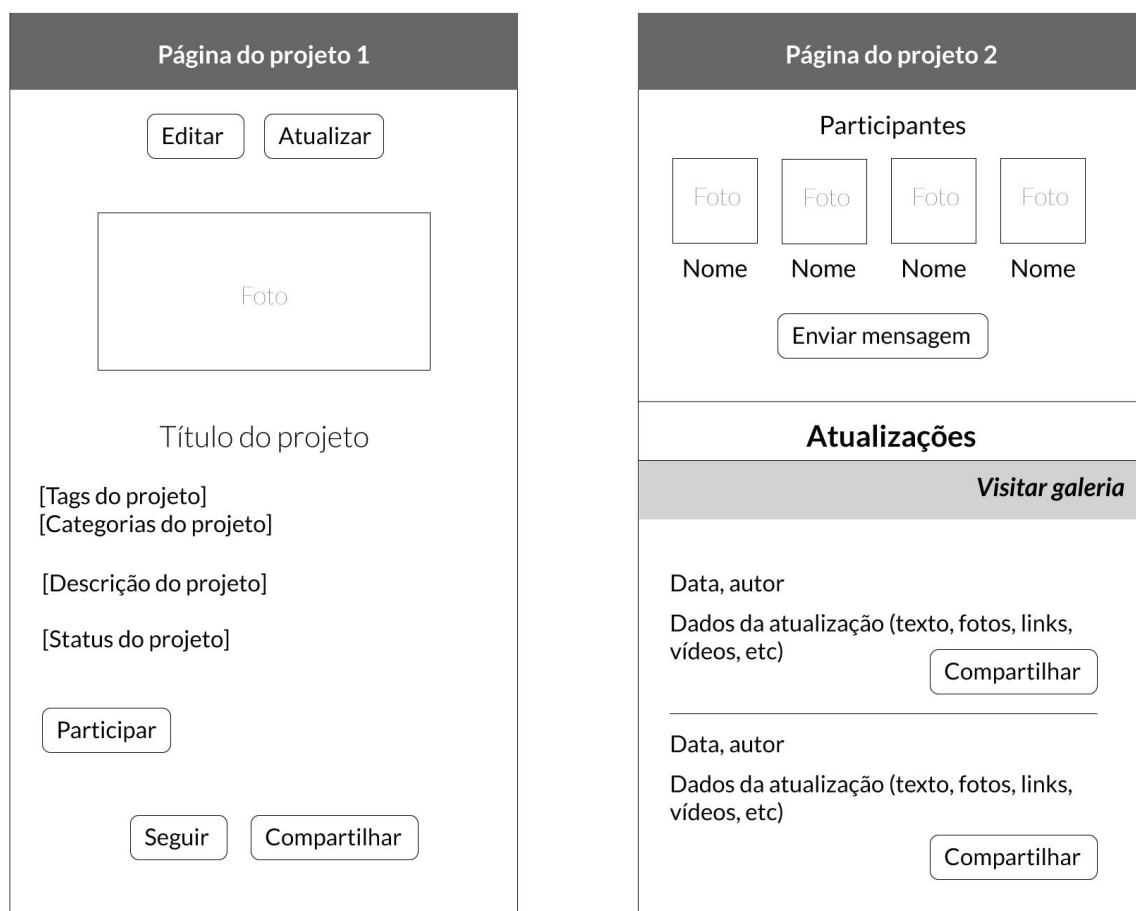 Página do projeto 1
Editar
Atualizar
Foto
Título do projeto
[Tags do projeto]
[Categorias do projeto]
[Descrição do projeto]
[Status do projeto]
Participar
Seguir
Compartilhar
Página do projeto 2
Participantes
Foto
Foto
Foto
Foto
Nome
Nome
Nome
Nome
Enviar mensagem
Atualizações
Visitar galeria
Data, autor
Dados da atualização (texto, fotos, links,
vídeos, etc)
Compartilhar
Data, autor
Dados da atualização (texto, fotos, links,
vídeos, etc)
Compartilhar